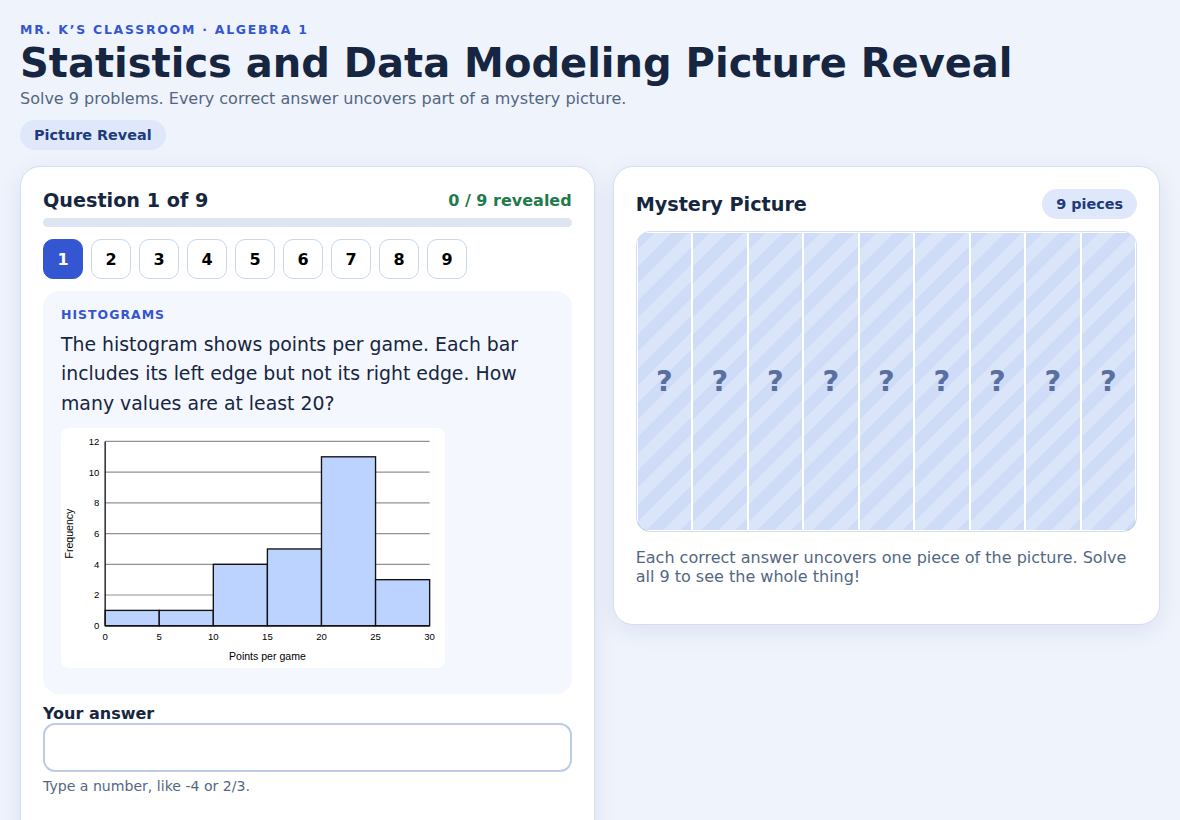 MR. K’S CLASSROOM · ALGEBRA 1
Statistics and Data Modeling Picture Reveal
Solve 9 problems. Every correct answer uncovers part of a mystery picture.
Picture Reveal
Question 1 of 9
0 / 9 revealed
1 2 3 4 5 6 7 8 9
HISTOGRAMS
The histogram shows points per game. Each bar
includes its left edge but not its right edge. How
many values are at least 20?
12
10
8
6
4
2
0
Frequency
0 5 10 15 20 25 30
Points per game
Your answer
Type a number, like -4 or 2/3.
Mystery Picture
9 pieces
? ? ? ? ? ? ? ? ?
Each correct answer uncovers one piece of the picture. Solve
all 9 to see the whole thing!